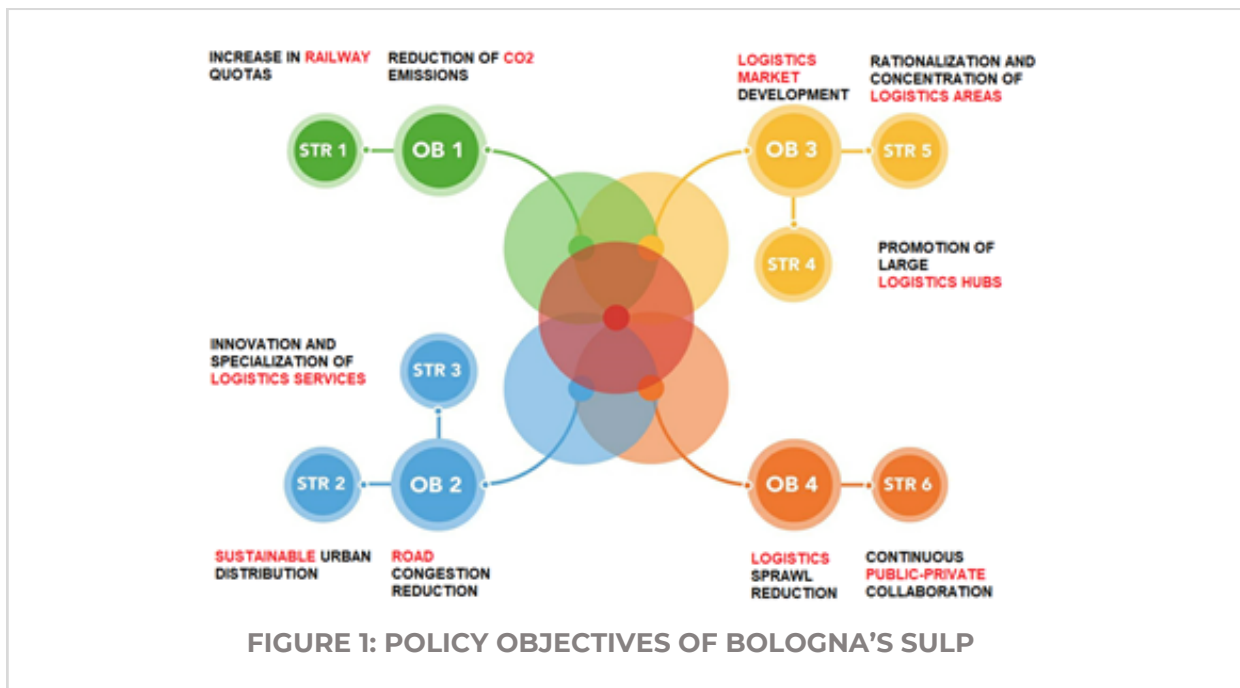 INCREASE IN RAILWAY
QUOTAS
REDUCTION OF CO2
EMISSIONS
LOGISTICS
MARKET
DEVELOPMENT
RATIONALIZATION AND
CONCENTRATION OF
LOGISTICS AREAS
STR 1
OB 1
OB 3
STR 5
STR 4
PROMOTION OF
LARGE
LOGISTICS HUBS
INNOVATION AND
SPECIALIZATION OF
LOGISTICS SERVICES
STR 3
STR 2
OB 2
OB 4
STR 6
SUSTAINABLE URBAN
DISTRIBUTION
ROAD
CONGESTION
REDUCTION
LOGISTICS
SPRAWL
REDUCTION
CONTINUOUS
PUBLIC-PRIVATE
COLLABORATION
FIGURE 1: POLICY OBJECTIVES OF BOLOGNA'S SULP